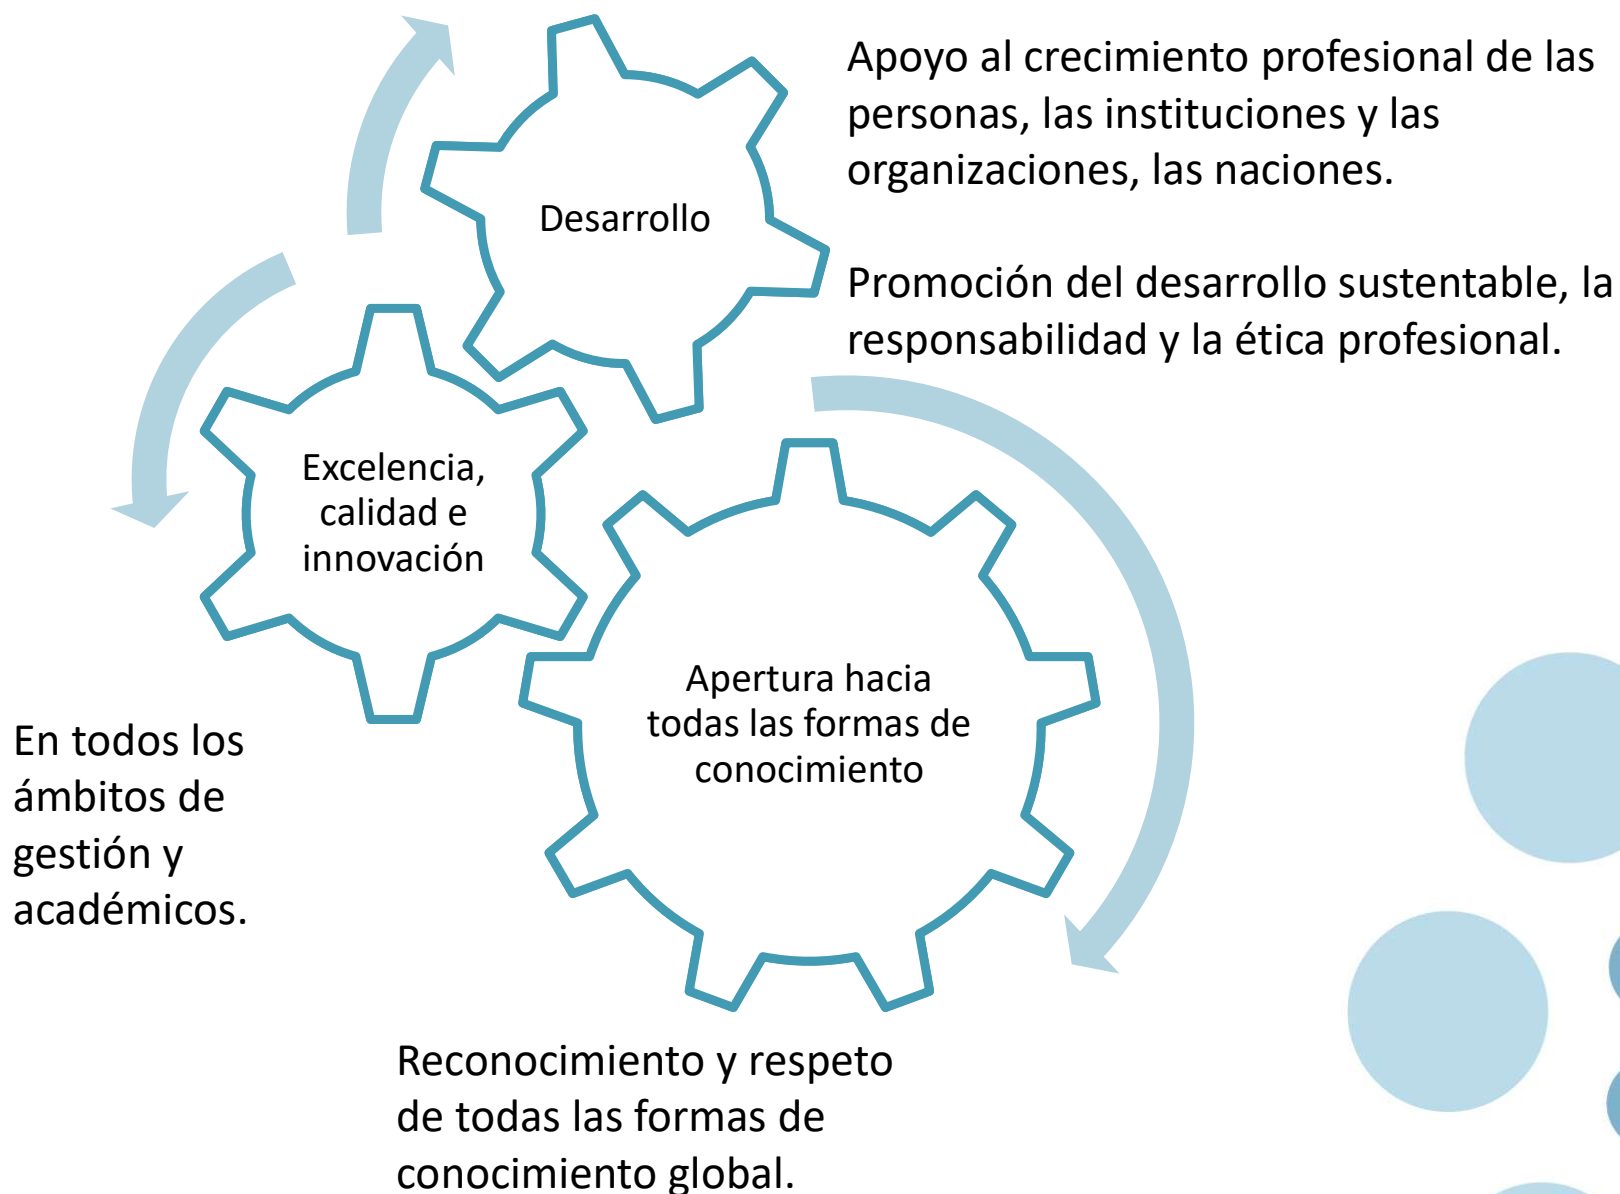 Apoyo al crecimiento profesional de las
personas, las instituciones y las
organizaciones, las naciones.
Desarrollo
Promoción del desarrollo sustentable, la
responsabilidad y la ética profesional.
Excelencia,
calidad e
innovación
Apertura hacia
todas las formas de
conocimiento
En todos los
ámbitos de
gestión y
académicos.
Reconocimiento y respeto
de todas las formas de
conocimiento global.